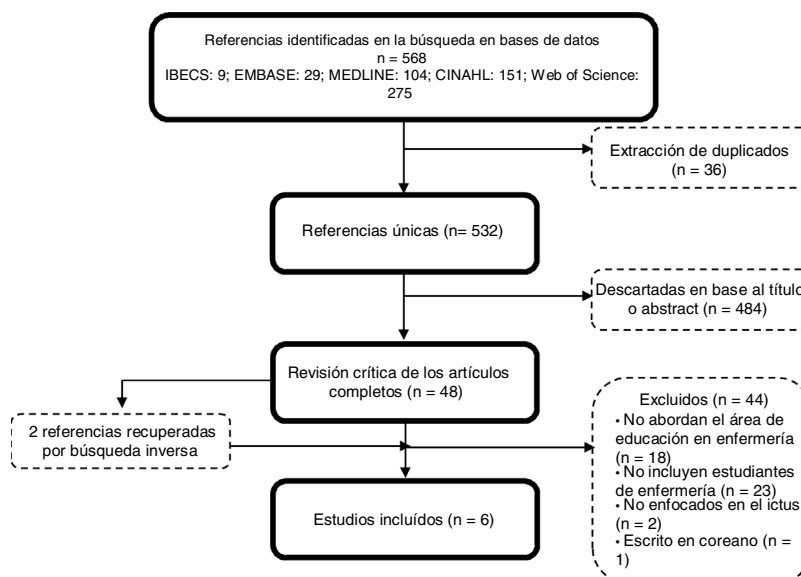 Referencias identificadas en la búsqueda en bases de datos
n = 568
IBECS: 9; EMBASE: 29; MEDLINE: 104; CINAHL: 151; Web of Science:
275
Extracción de duplicados
(n = 36)
Referencias únicas (n= 532)
Descartadas en base al título
o abstract (n = 484)
Revisión crítica de los artículos
completos (n = 48)
2 referencias recuperadas
por búsqueda inversa
Excluidos (n = 44)
• No abordan el área de
educación en enfermería
(n = 18)
• No incluyen estudiantes
de enfermería (n = 23)
• No enfocados en el ictus
(n = 2)
• Escrito en coreano (n =
1)
Estudios incluídos (n = 6)